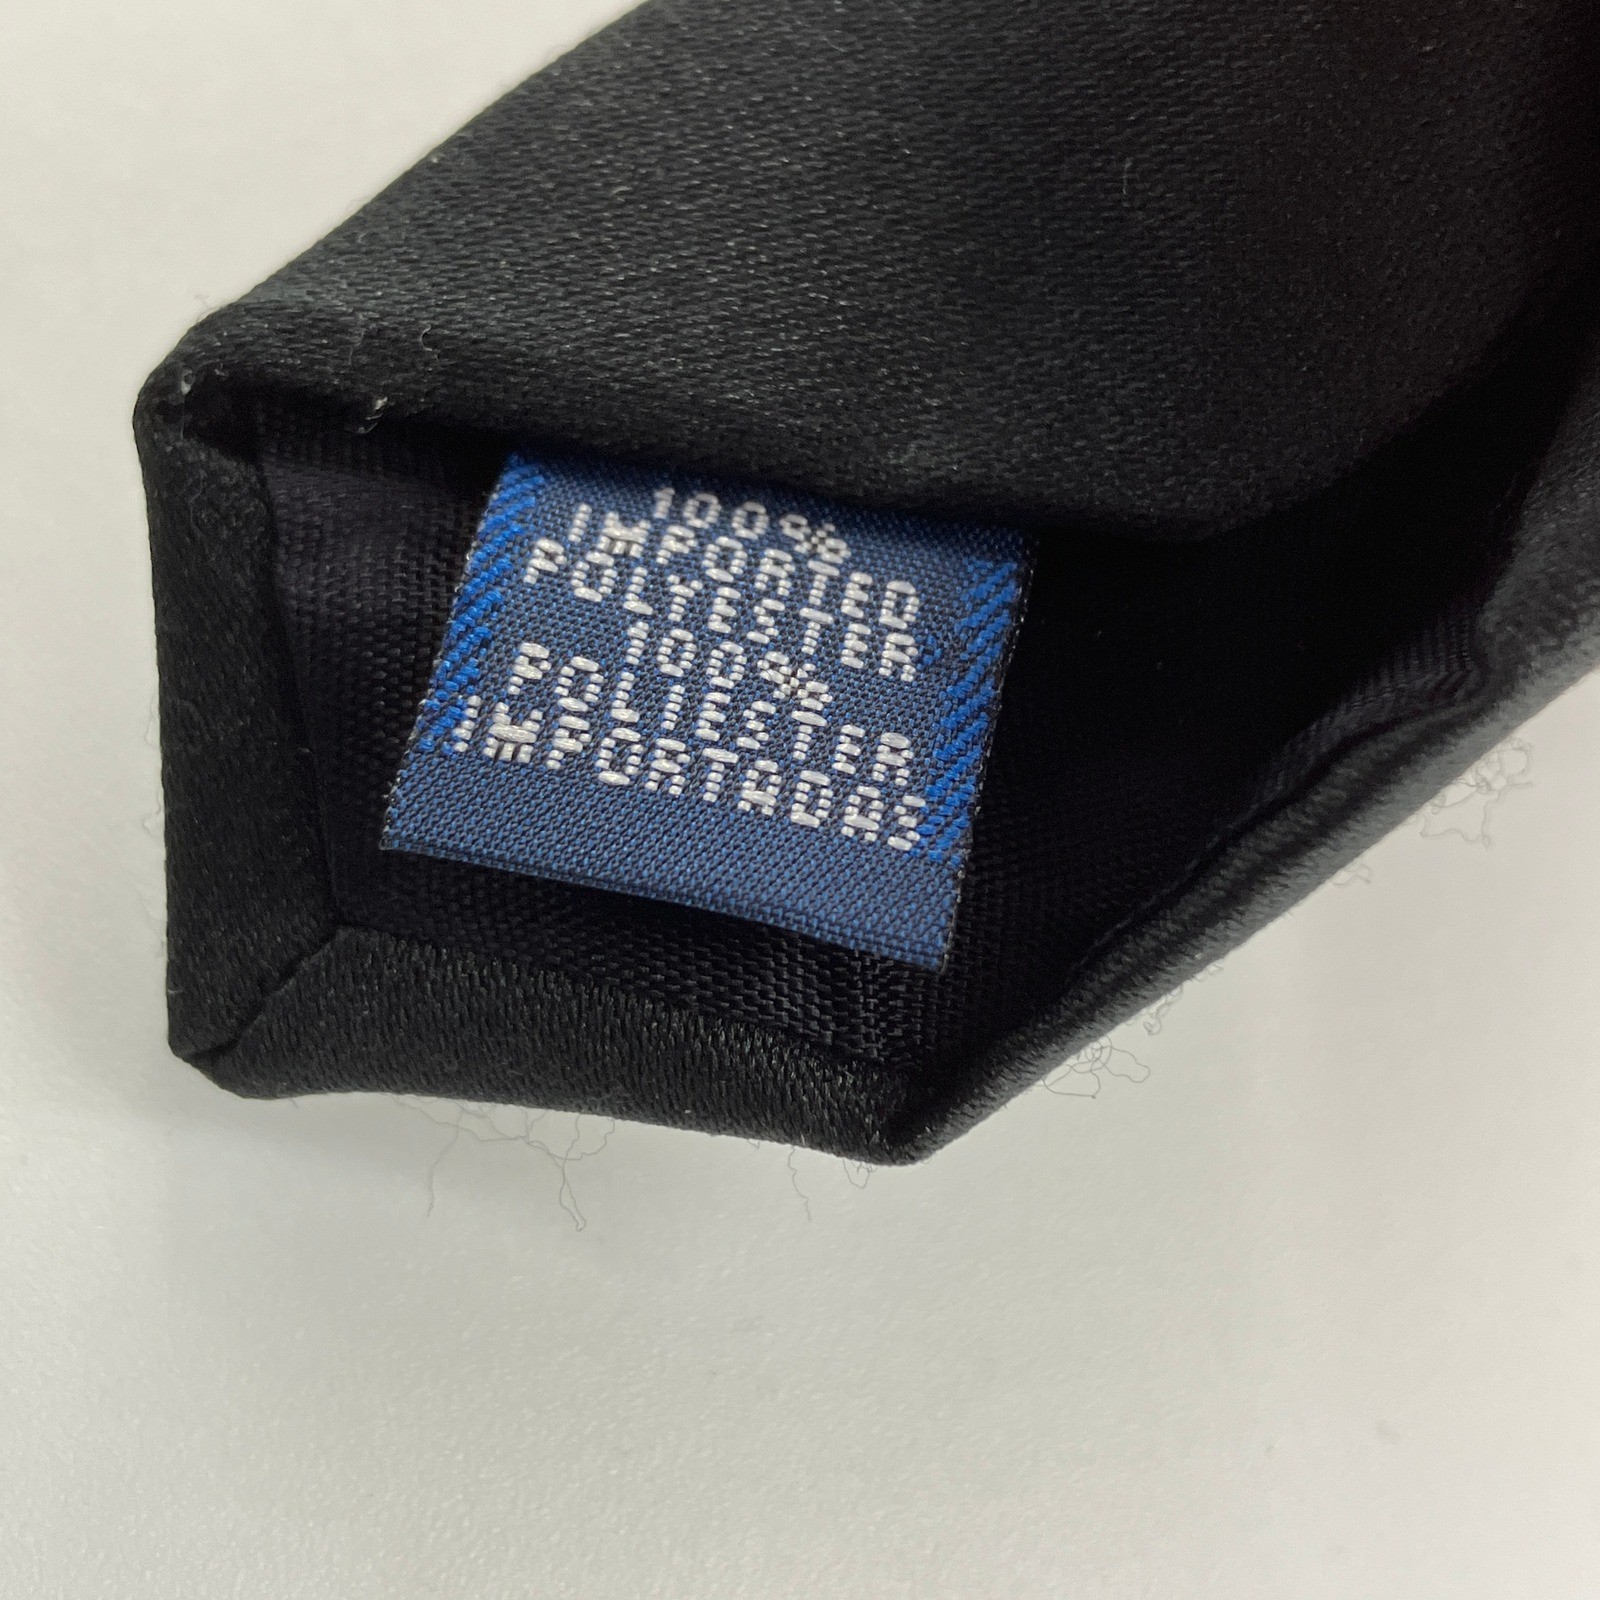 100%
IMPORTED
POLYESTER
100%
POLIESTER
IMPORTADAS